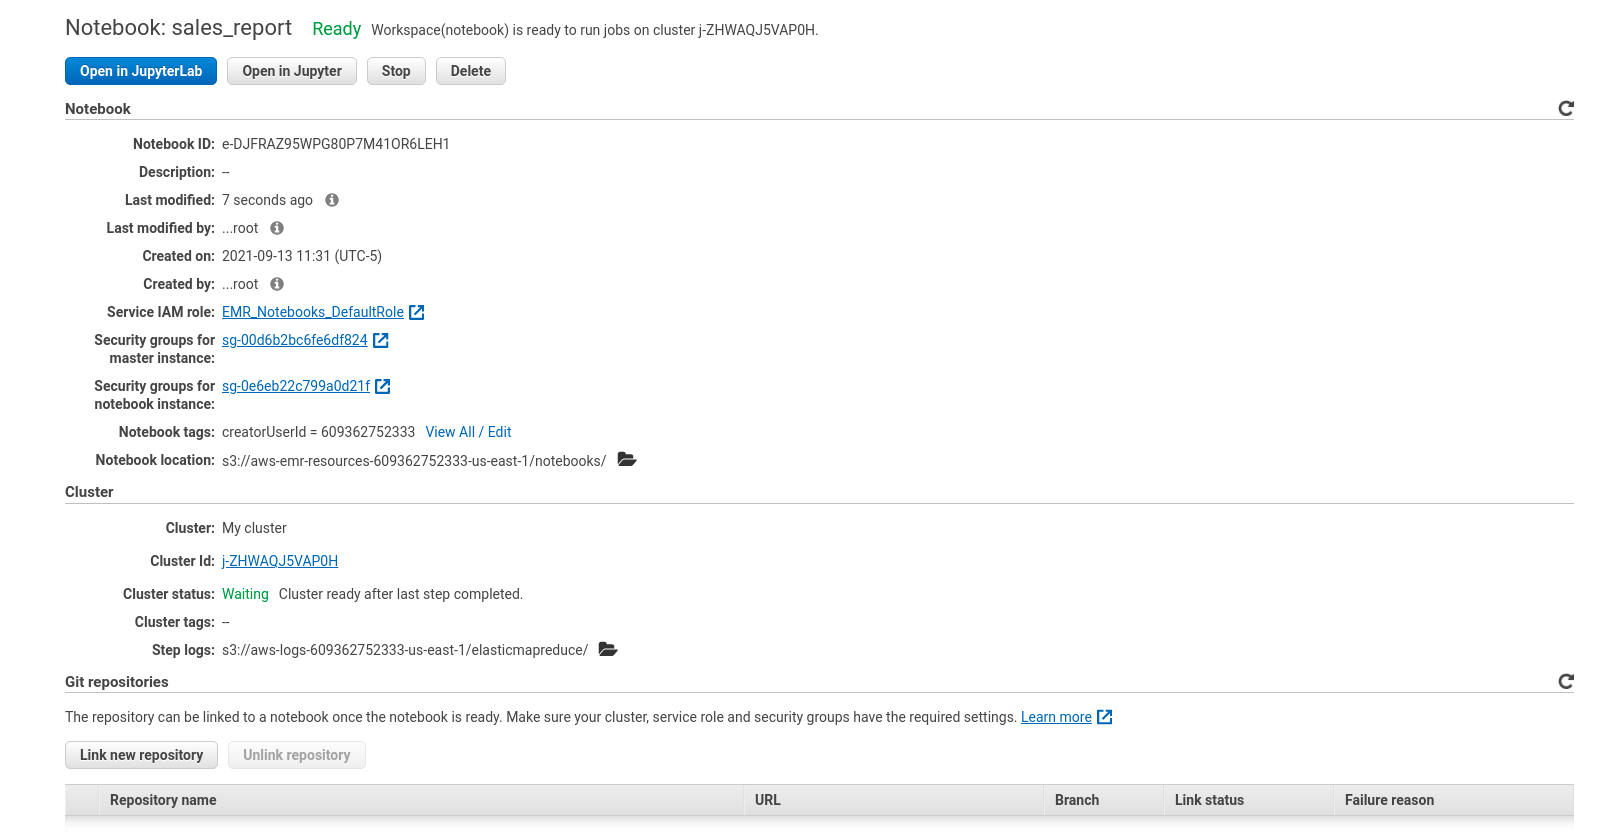 Notebook: sales_report Ready Workspace(notebook) is ready to run jobs on cluster j-ZHWAQJ5VAP0H.
Open in JupyterLab Open in Jupyter Stop Delete
Notebook
Notebook ID: e-DJFRAZ95WPG80P7M41OR6LEH1
Description: --
Last modified: 7 seconds ago
Last modified by: ...root
Created on: 2021-09-13 11:31 (UTC-5)
Created by: ...root
Service IAM role: EMR_Notebooks_DefaultRole
Security groups for master instance: sg-00d6b2bc6fe6df824
Security groups for notebook instance: sg-0e6eb22c799a0d21f
Notebook tags: creatorUserId = 609362752333 View All / Edit
Notebook location: s3://aws-emr-resources-609362752333-us-east-1/notebooks/
Cluster
Cluster: My cluster
Cluster Id: j-ZHWAQJ5VAP0H
Cluster status: Waiting Cluster ready after last step completed.
Cluster tags: --
Step logs: s3://aws-logs-609362752333-us-east-1/elasticmapreduce/
Git repositories
The repository can be linked to a notebook once the notebook is ready. Make sure your cluster, service role and security groups have the required settings. Learn more
Link new repository Unlink repository
Repository name URL Branch Link status Failure reason